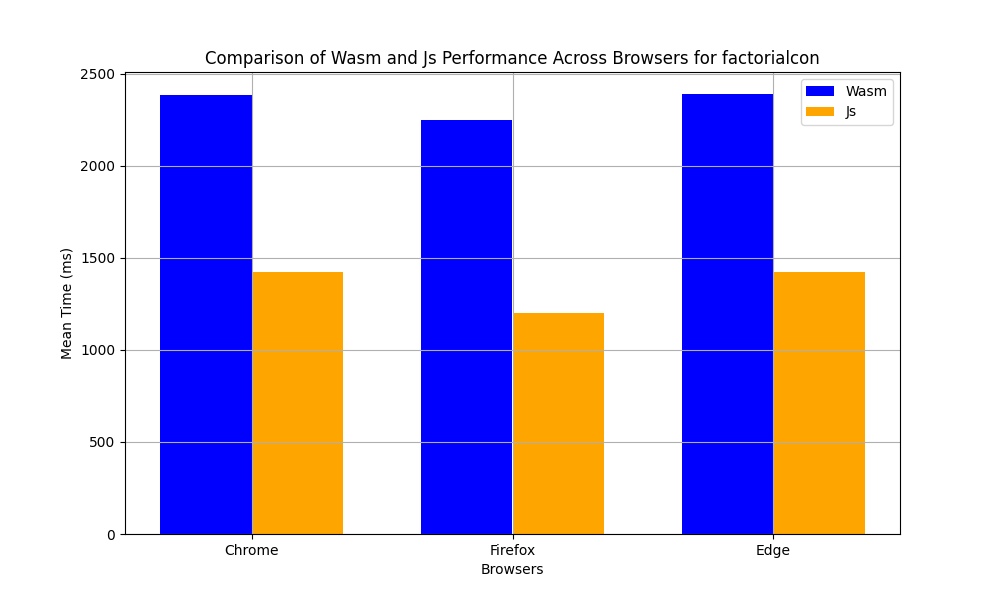 Comparison of Wasm and Js Performance Across Browsers for factorialcon
Wasm
Js
2500
2000
1500
1000
500
0
Mean Time (ms)
Chrome
Firefox
Edge
Browsers